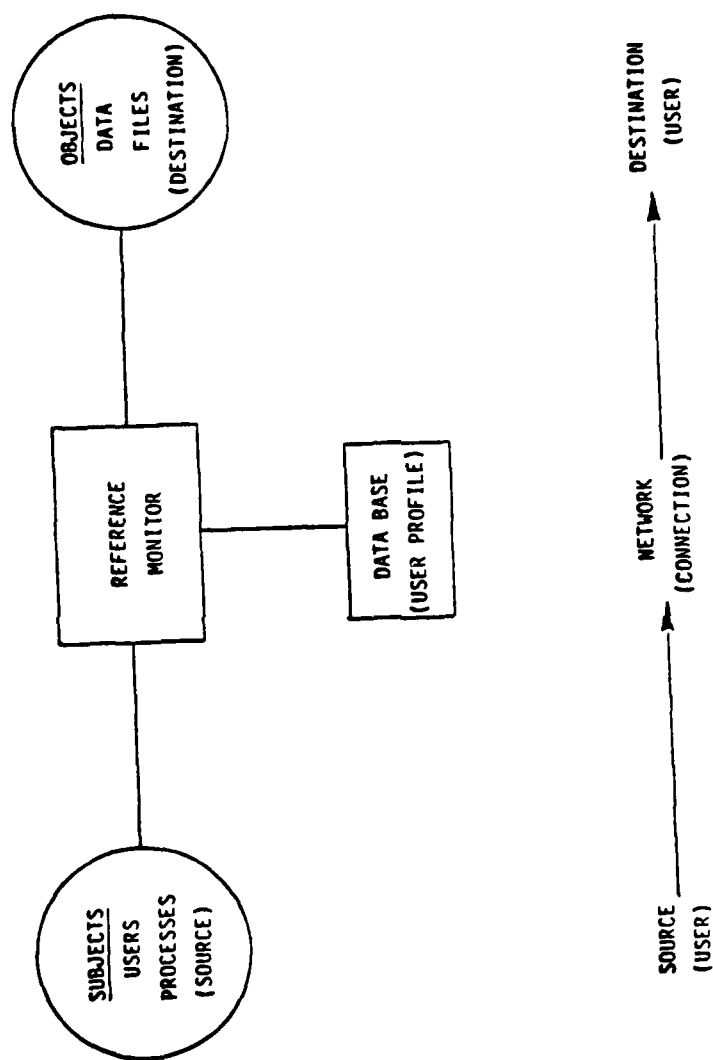 SUBJECTS
USERS
PROCESSES
(SOURCE)
REFERENCE
MONITOR
OBJECTS
DATA
FILES
(DESTINATION)
DATA BASE
(USER PROFILE)
SOURCE
(USER)
NETWORK
(CONNECTION)
DESTINATION
(USER)